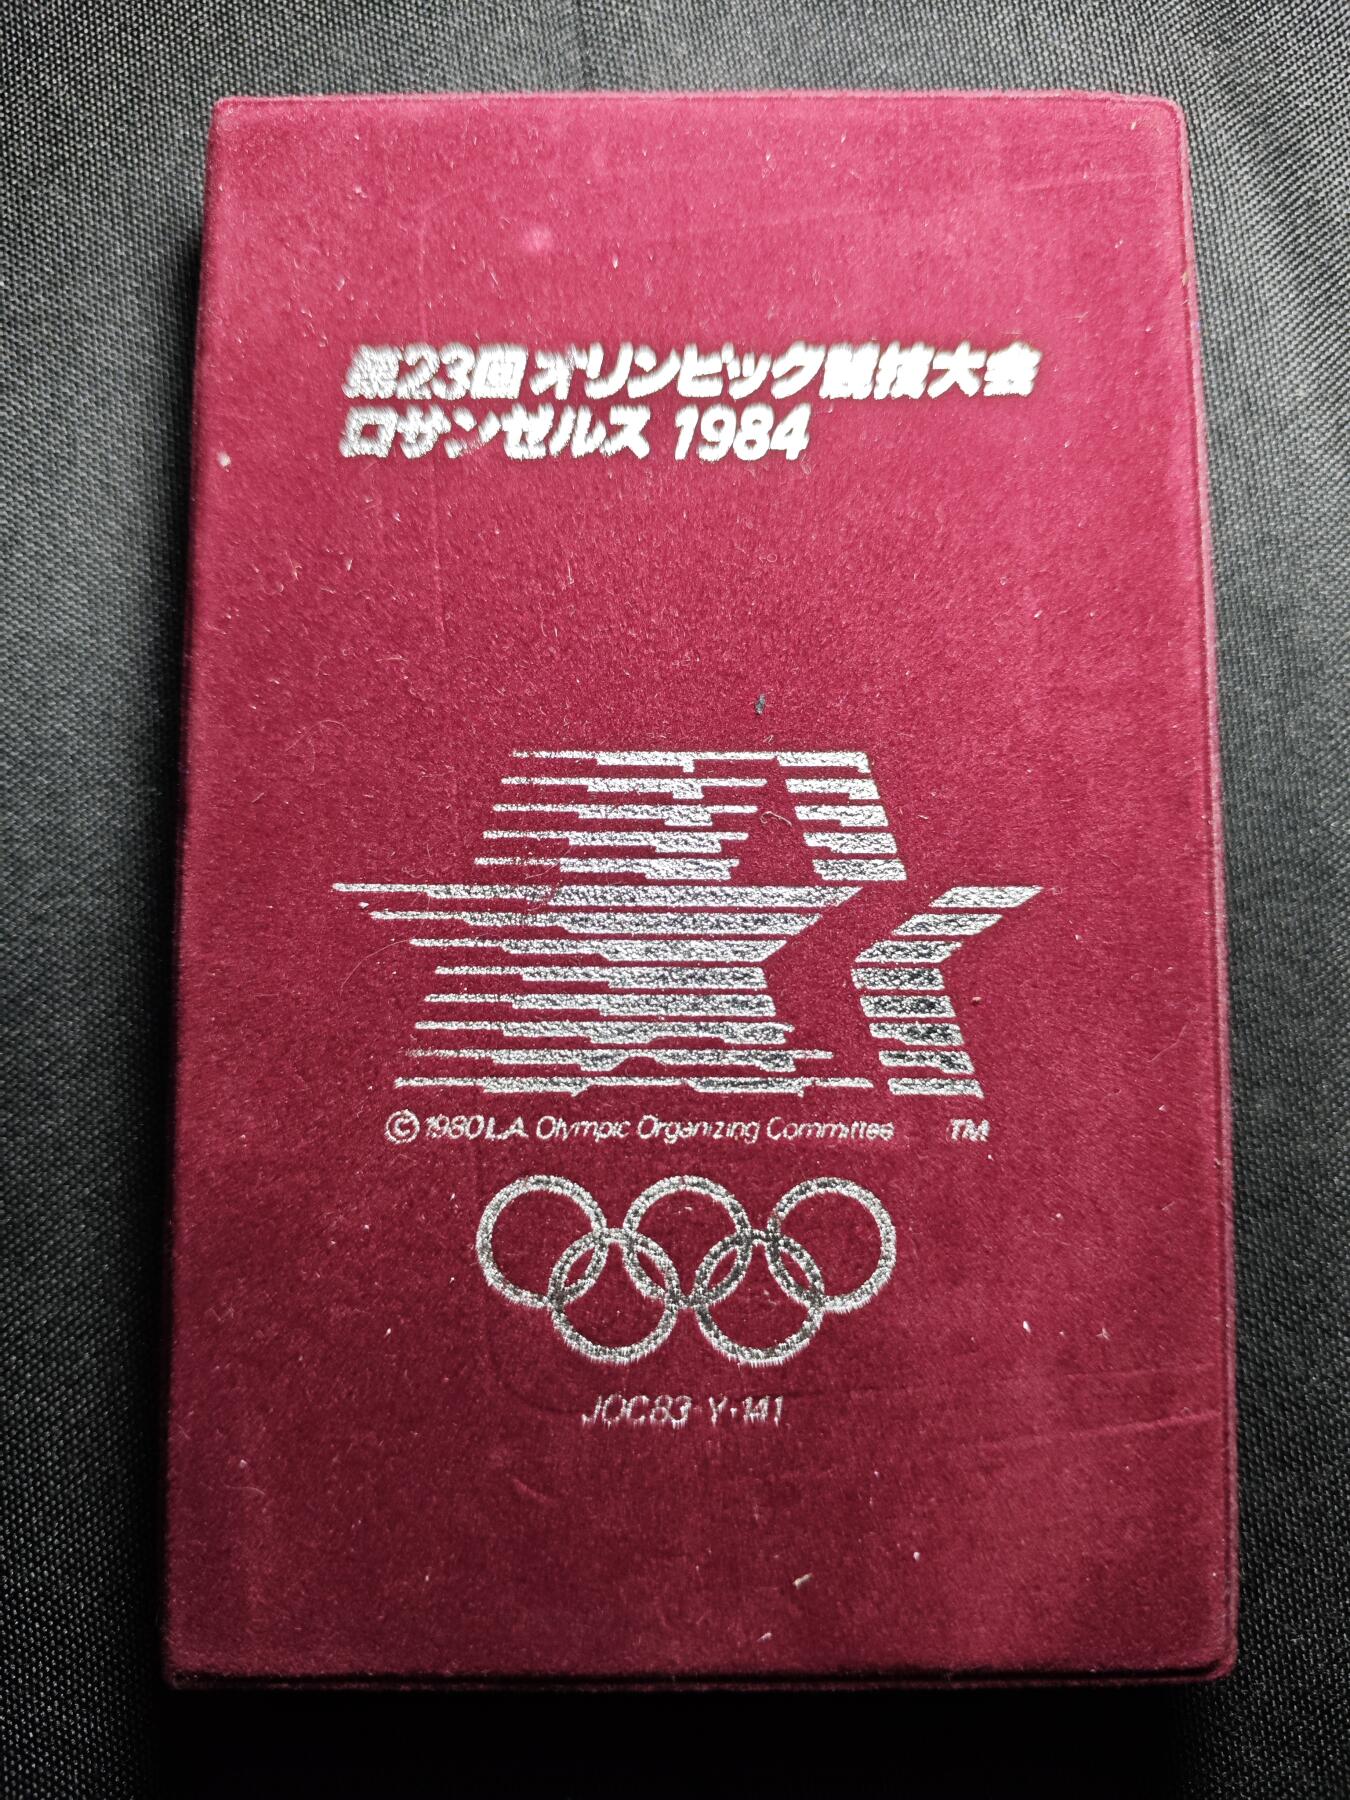 第23回オリンピック競技大会
ロサンゼルス 1984
©1980 L.A. Olympic Organizing Committee TM
JOC83-Y-141